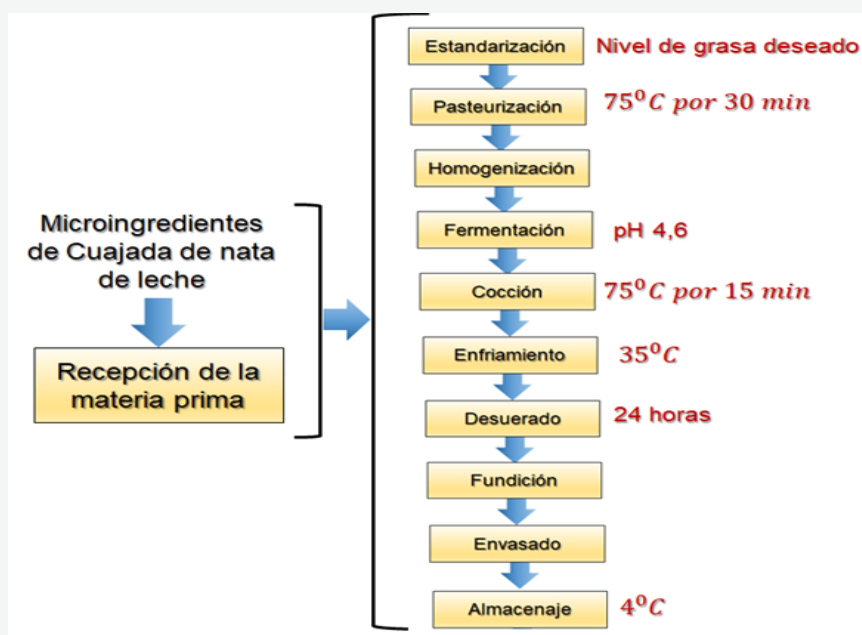 Microingredientes
de Cuajada de nata
de leche
Recepción de la
materia prima
Estandarización
Nivel de grasa deseado
Pasteurización
75⁰C por 30 min
Homogenización
Fermentación
pH 4,6
Cocción
75⁰C por 15 min
Enfriamiento
35⁰C
Desuerado
24 horas
Fundición
Envasado
Almacenaje
4⁰C